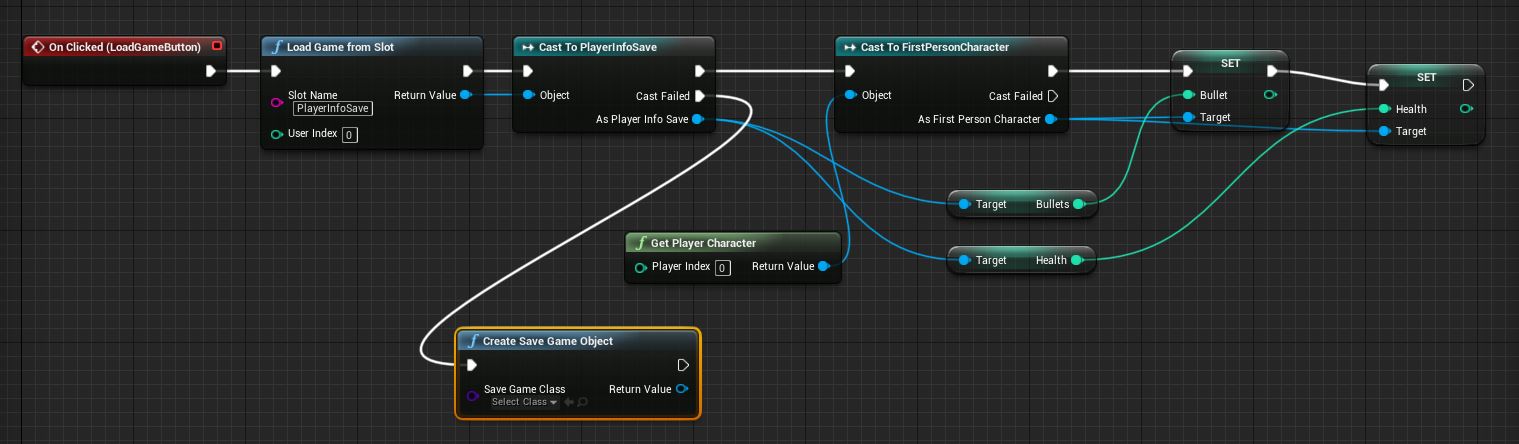 On Clicked (LoadGameButton)
f Load Game from Slot
Slot Name
PlayerInfoSave
Return Value
User Index 0
Cast To PlayerInfoSave
Object
Cast Failed
As Player Info Save
Cast To FirstPersonCharacter
Object
Cast Failed
As First Person Character
SET
Bullet
Target
SET
Health
Target
Target Bullets
Target Health
f Get Player Character
Player Index 0 Return Value
f Create Save Game Object
Save Game Class
Select Class
Return Value